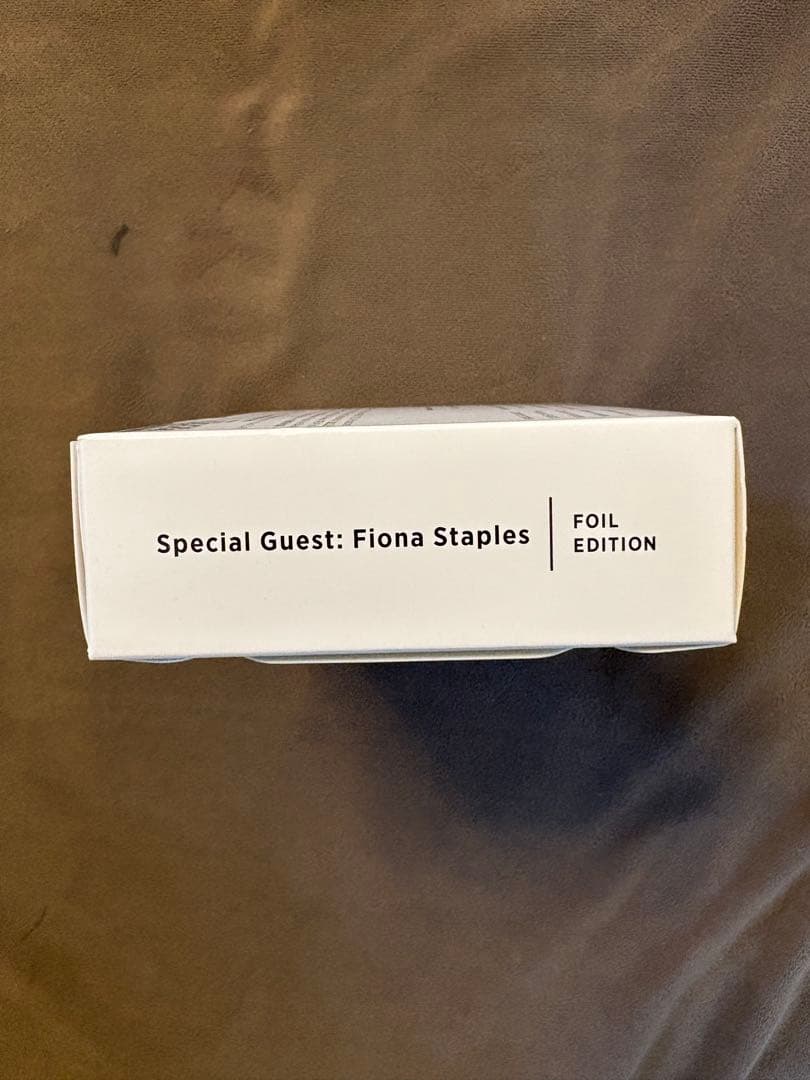 Special Guest: Fiona Staples
FOIL
EDITION